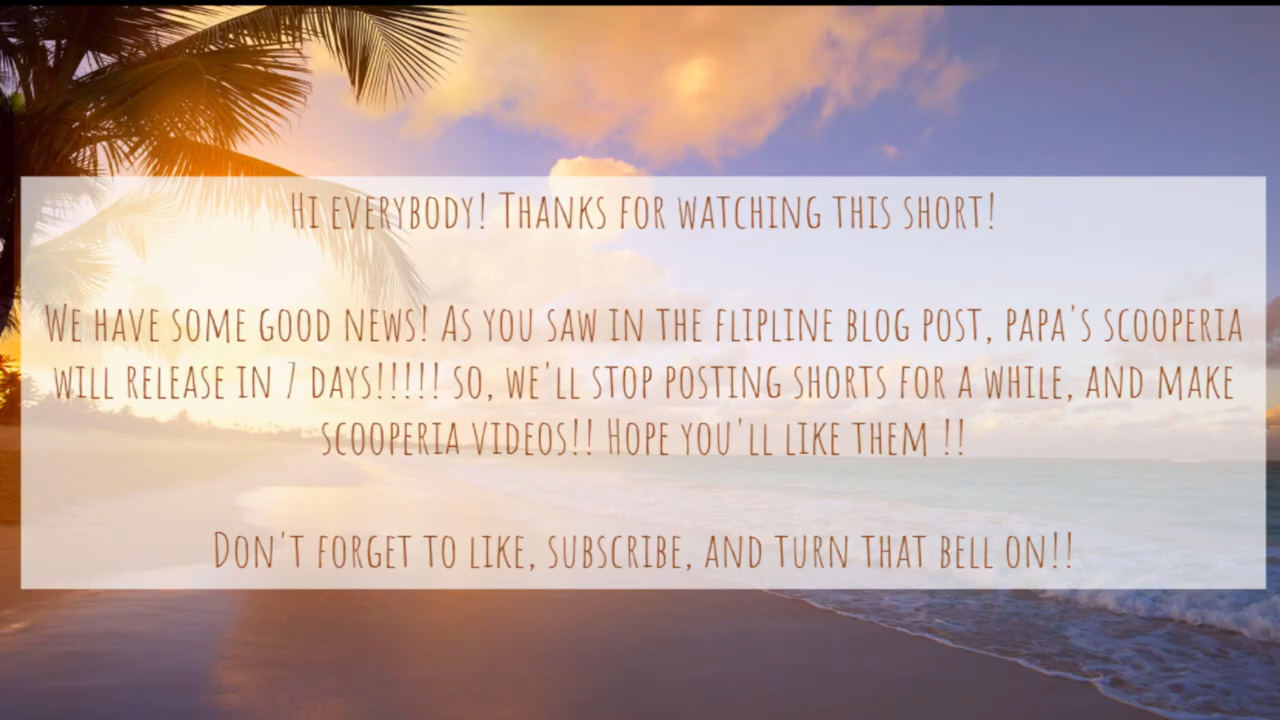 Hi everybody! Thanks for watching this short!
We have some good news! As you saw in the flipline blog post, papa's scooperia
will release in 7 days!!!!! so, we'll stop posting shorts for a while, and make
scooperia videos!! Hope you'll like them !!
Don't forget to like, subscribe, and turn that bell on!!